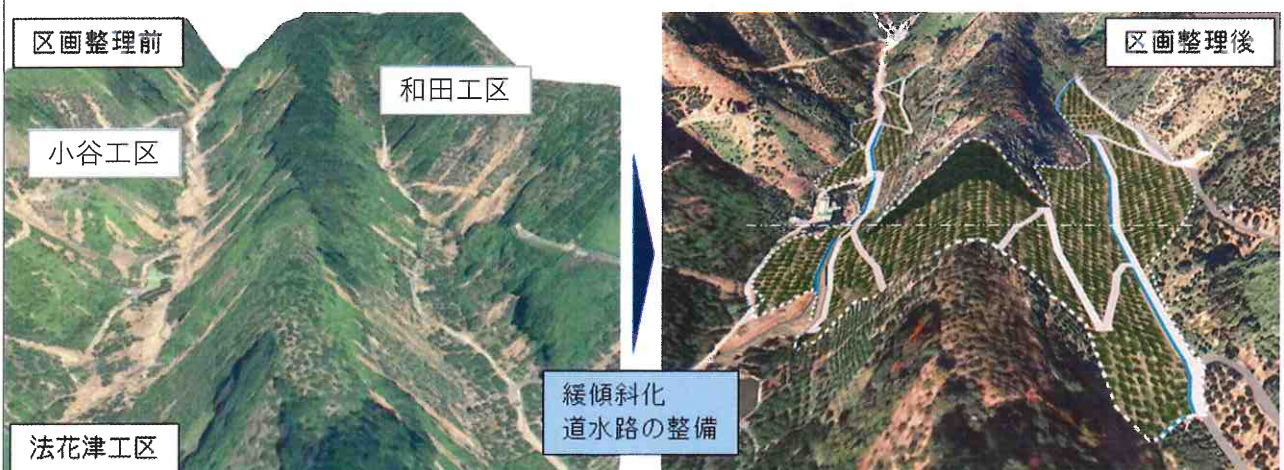 区画整理前
和田工区
小谷工区
法花津工区
緩傾斜化
道水路の整備
区画整理後